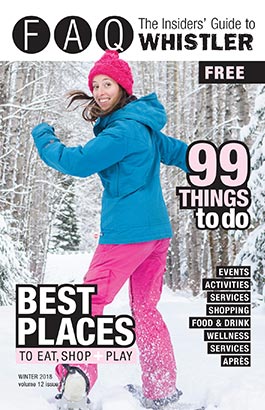 FAQ The Insiders' Guide to
WHISTLER
FREE
99
THINGS
to do
EVENTS
ACTIVITIES
SERVICES
SHOPPING
FOOD & DRINK
WELLNESS
SERVICES
APRÈS
BEST
PLACES
TO EAT, SHOP + PLAY
WINTER 2018
volume 12 issue